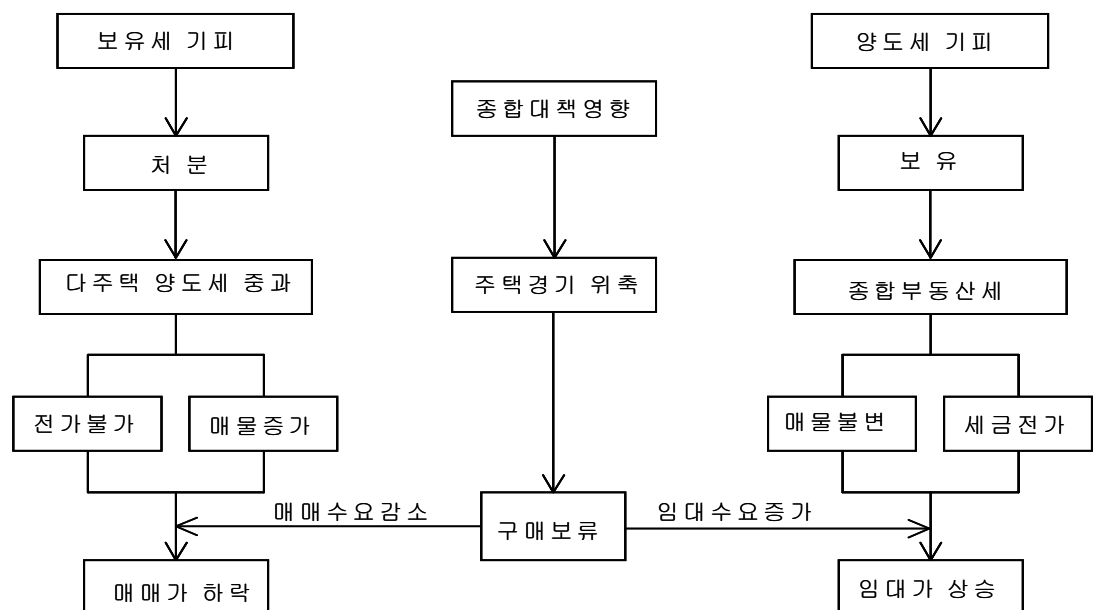 보유세 기피
양도세 기피
종합대책영향
처 분
보 유
다주택 양도세 중과
주택경기 위축
종합부동산세
전가불가
매물증가
매물불변
세금전가
매매수요감소
구매보류
임대수요증가
매매가 하락
임대가 상승